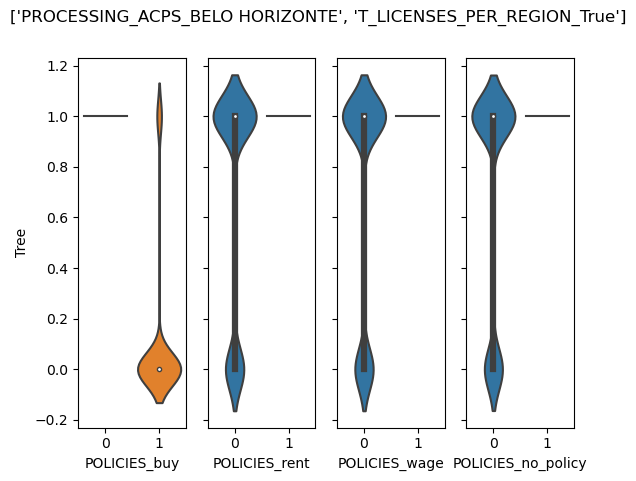 ['PROCESSING_ACPS_BELO HORIZONTE', 'T_LICENSES_PER_REGION_True']
1.2
1.0
0.8
0.6
0.4
0.2
0.0
−0.2
Tree
0 1
POLICIES_buy
0 1
POLICIES_rent
0 1
POLICIES_wage
0 1
POLICIES_no_policy